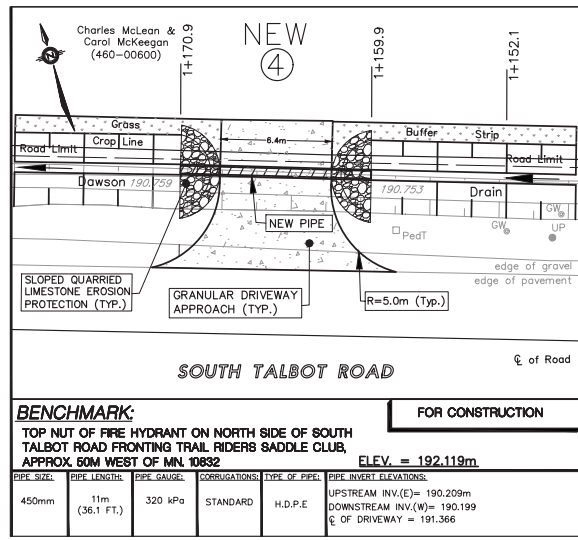 Charles McLean &
Carol McKeegan
(460-00600)
N
1+170.9
NEW
4
1+159.9
1+152.1
Grass
6.4m
Buffer Strip
Road Limit
Crop Line
Road Limit
Dawson
190.759
190.753
Drain
NEW PIPE
GW
GW
UP
PedT
SLOPED QUARRIED
LIMESTONE EROSION
PROTECTION (TYP.)
GRANULAR DRIVEWAY
APPROACH (TYP.)
R=5.0m (Typ.)
edge of gravel
edge of pavement
SOUTH TALBOT ROAD
℄ of Road
BENCHMARK:
TOP NUT OF FIRE HYDRANT ON NORTH SIDE OF SOUTH
TALBOT ROAD FRONTING TRAIL RIDERS SADDLE CLUB,
APPROX. 50M WEST OF MN. 10832
ELEV. = 192.119m
FOR CONSTRUCTION
PIPE SIZE: PIPE LENGTH: PIPE GAUGE: CORRUGATIONS: TYPE OF PIPE: PIPE INVERT ELEVATIONS:
450mm 11m (36.1 FT.) 320 kPa STANDARD H.D.P.E
UPSTREAM INV.(E)= 190.209m
DOWNSTREAM INV.(W)= 190.199
℄ OF DRIVEWAY = 191.366